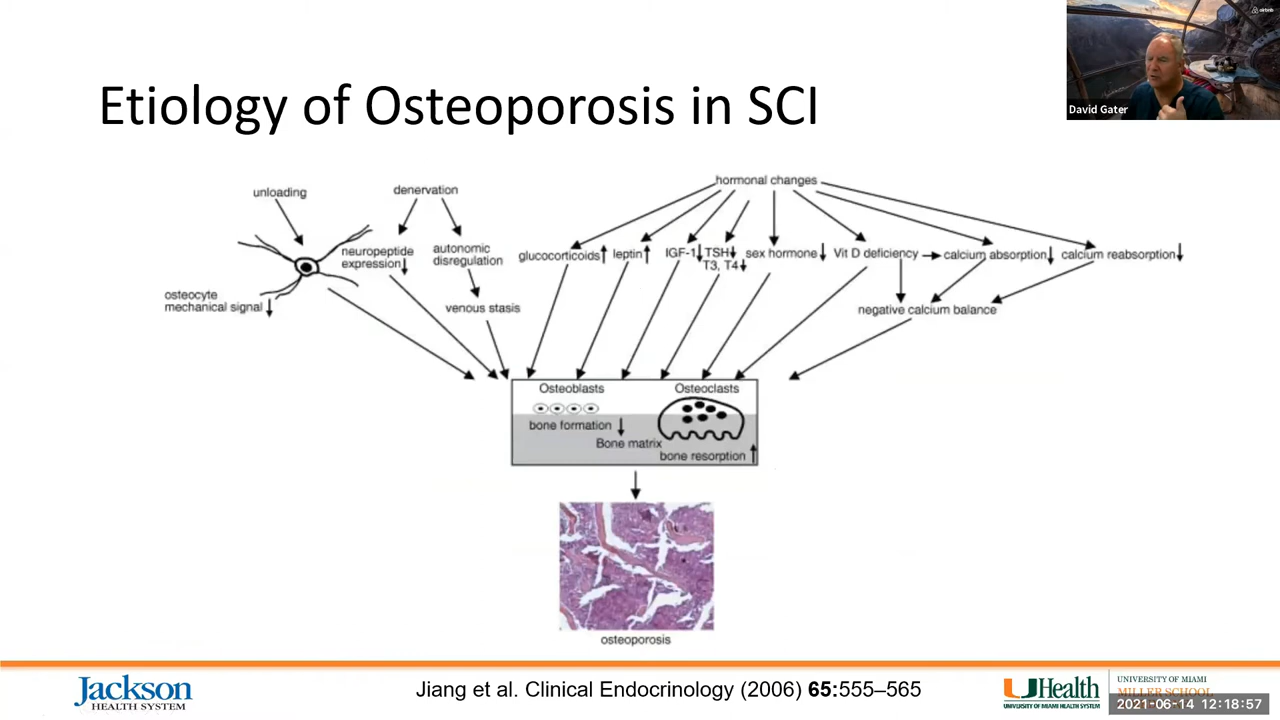 airbnb
David Gater
Etiology of Osteoporosis in SCI
hormonal changes
unloading
denervation
neuropeptide
expression↓
autonomic
disregulation
glucocorticoids↑
leptin↑
IGF-1↓
TSH↓
T3, T4↓
sex hormone↓
Vit D deficiency
calcium absorption↓
calcium reabsorption↓
osteocyte
mechanical signal↓
venous stasis
negative calcium balance
Osteoblasts
Osteoclasts
bone formation↓
Bone matrix
bone resorption↑
osteoporosis
Jackson
HEALTH SYSTEM
Jiang et al. Clinical Endocrinology (2006) 65:555–565
UHealth
UNIVERSITY OF MIAMI HEALTH SYSTEM
UNIVERSITY OF MIAMI
MILLER SCHOOL
2021-06-14 12:18:57